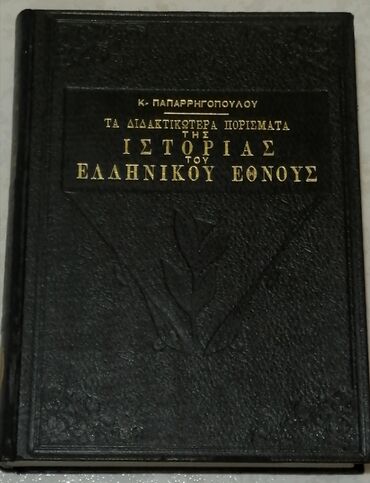 Κ- ΠΑΠΑΡΡΗΓΟΠΟΥΛΟΥ
ΤΑ ΔΙΔΑΚΤΙΚΩΤΕΡΑ ΠΟΡΙΣΜΑΤΑ
ΤΗΣ
ΙΣΤΟΡΙΑΣ
ΤΟΥ
ΕΛΛΗΝΙΚΟΥ ΕΘΝΟΥΣ